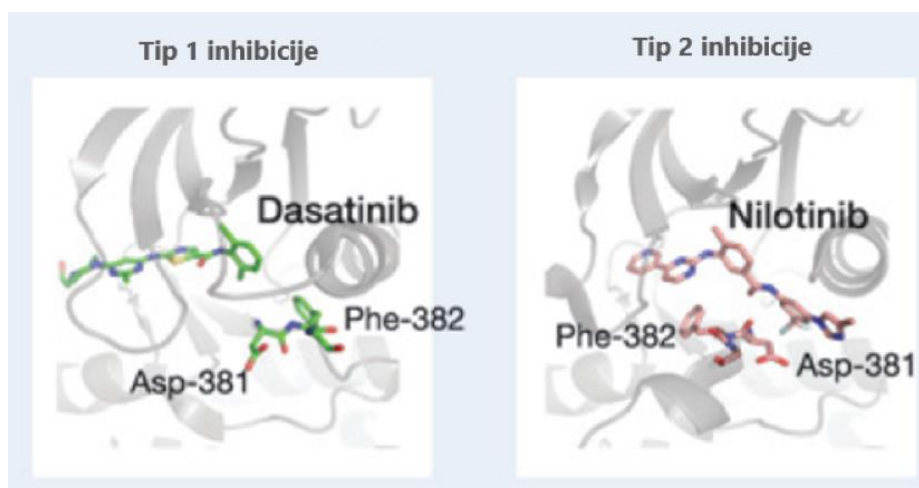 Tip 1 inhibicije
Dasatinib
Phe-382
Asp-381
Tip 2 inhibicije
Nilotinib
Phe-382
Asp-381